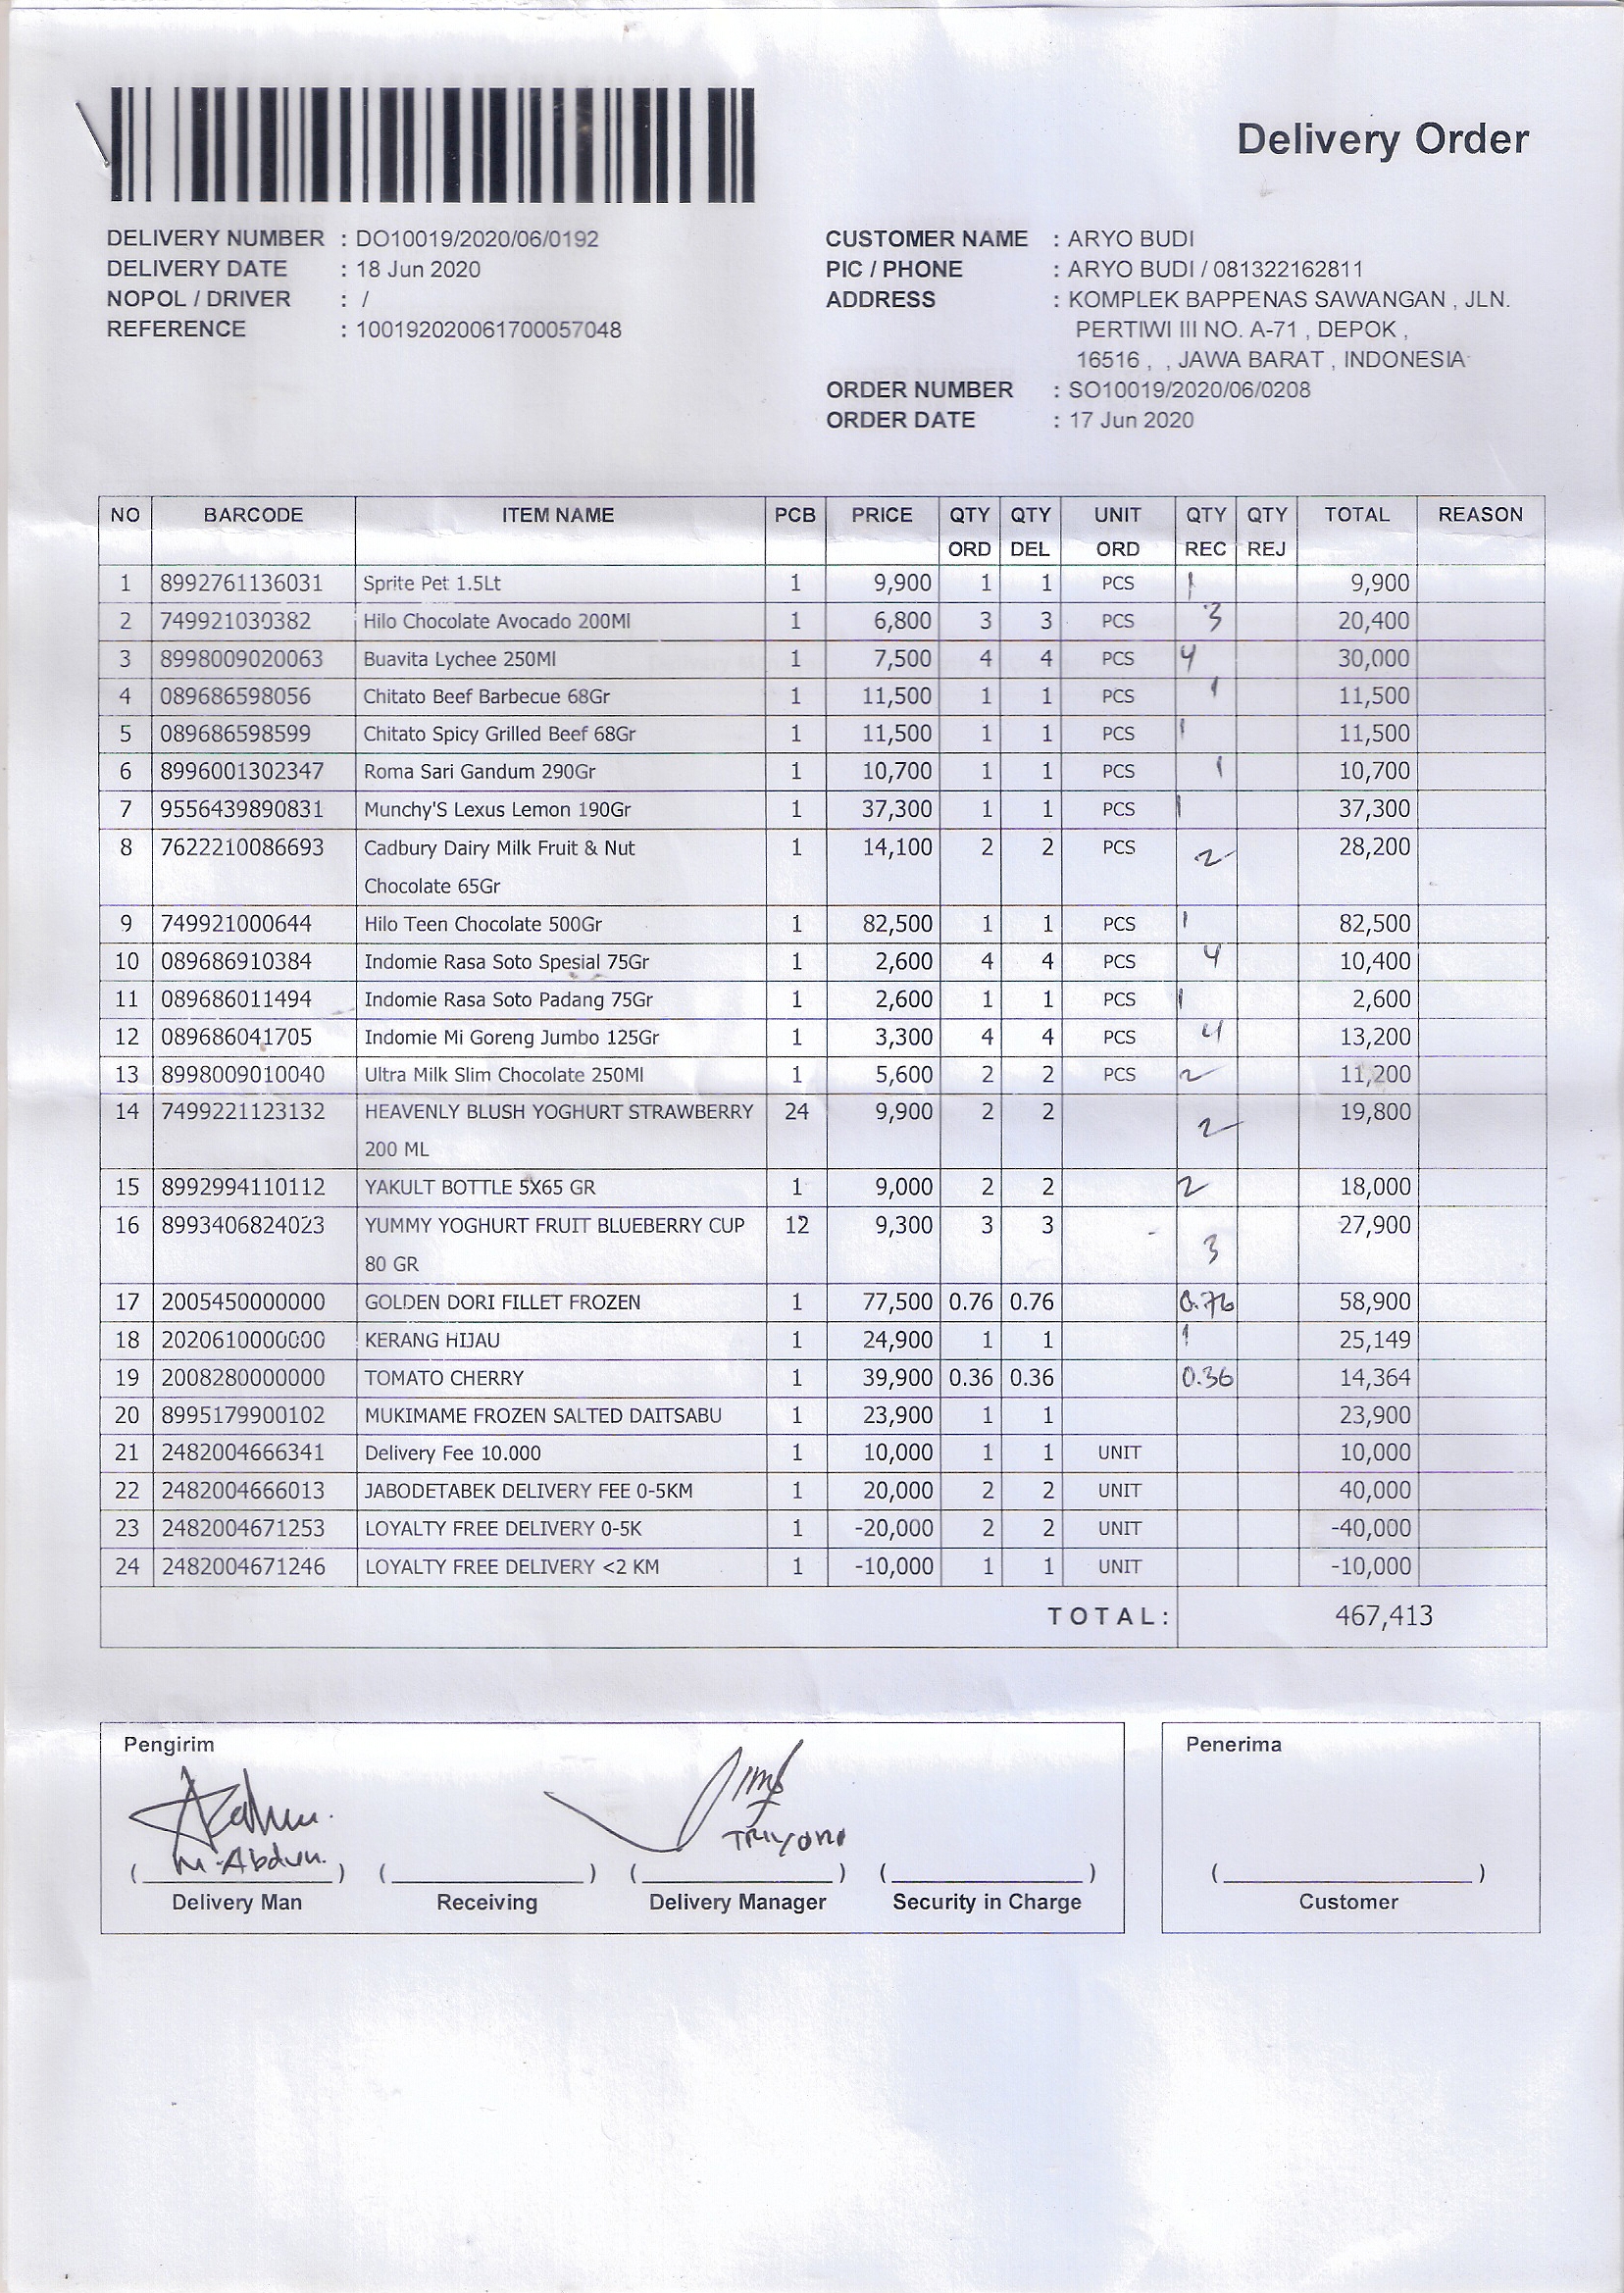 Delivery Order
DELIVERY NUMBER : DO10019/2020/06/0192
DELIVERY DATE : 18 Jun 2020
NOPOL / DRIVER : /
REFERENCE : 100192020061700057048
CUSTOMER NAME : ARYO BUDI
PIC / PHONE : ARYO BUDI / 081322162811
ADDRESS : KOMPLEK BAPPENAS SAWANGAN , JLN.
PERTIWI III NO. A-71 , DEPOK ,
16516 , , JAWA BARAT , INDONESIA
ORDER NUMBER : SO10019/2020/06/0208
ORDER DATE : 17 Jun 2020
NO BARCODE ITEM NAME PCB PRICE QTY QTY UNIT QTY QTY TOTAL REASON
ORD DEL ORD REC REJ
1 8992761136031 Sprite Pet 1.5Lt 1 9,900 1 1 PCS 1 9,900
2 749921030382 Hilo Chocolate Avocado 200Ml 1 6,800 3 3 PCS 3 20,400
3 8998009020063 Buavita Lychee 250Ml 1 7,500 4 4 PCS 4 30,000
4 089686598056 Chitato Beef Barbecue 68Gr 1 11,500 1 1 PCS 1 11,500
5 089686598599 Chitato Spicy Grilled Beef 68Gr 1 11,500 1 1 PCS 1 11,500
6 8996001302347 Roma Sari Gandum 290Gr 1 10,700 1 1 PCS 1 10,700
7 9556439890831 Munchy'S Lexus Lemon 190Gr 1 37,300 1 1 PCS 1 37,300
8 7622210086693 Cadbury Dairy Milk Fruit & Nut 1 14,100 2 2 PCS 2 28,200
Chocolate 65Gr
9 749921000644 Hilo Teen Chocolate 500Gr 1 82,500 1 1 PCS 1 82,500
10 089686910384 Indomie Rasa Soto Spesial 75Gr 1 2,600 4 4 PCS 4 10,400
11 089686011494 Indomie Rasa Soto Padang 75Gr 1 2,600 1 1 PCS 1 2,600
12 089686041705 Indomie Mi Goreng Jumbo 125Gr 1 3,300 4 4 PCS 4 13,200
13 8998009010040 Ultra Milk Slim Chocolate 250Ml 1 5,600 2 2 PCS 2 11,200
14 7499221123132 HEAVENLY BLUSH YOGHURT STRAWBERRY 24 9,900 2 2 2 19,800
200 ML
15 8992994110112 YAKULT BOTTLE 5X65 GR 1 9,000 2 2 2 18,000
16 8993406824023 YUMMY YOGHURT FRUIT BLUEBERRY CUP 12 9,300 3 3 3 27,900
80 GR
17 2005450000000 GOLDEN DORI FILLET FROZEN 1 77,500 0.76 0.76 0.76 58,900
18 2020610000000 KERANG HIJAU 1 24,900 1 1 1 25,149
19 2008280000000 TOMATO CHERRY 1 39,900 0.36 0.36 0.36 14,364
20 8995179900102 MUKIMAME FROZEN SALTED DAITSABU 1 23,900 1 1 23,900
21 2482004666341 Delivery Fee 10.000 1 10,000 1 1 UNIT 10,000
22 2482004666013 JABODETABEK DELIVERY FEE 0-5KM 1 20,000 2 2 UNIT 40,000
23 2482004671253 LOYALTY FREE DELIVERY 0-5K 1 -20,000 2 2 UNIT -40,000
24 2482004671246 LOYALTY FREE DELIVERY <2 KM 1 -10,000 1 1 UNIT -10,000
TOTAL: 467,413
Pengirim
TRIYONO
(M. Abdun.) ( ) ( ) ( )
Delivery Man Receiving Delivery Manager Security in Charge
Penerima
( )
Customer